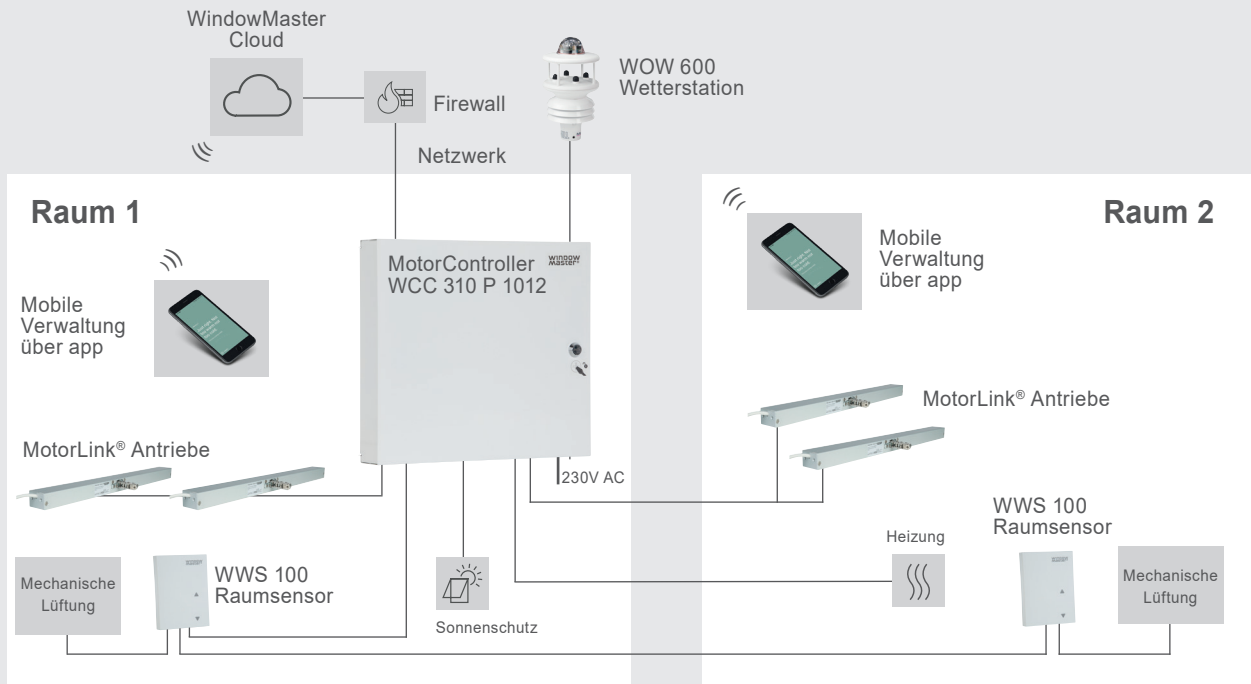 WindowMaster
Cloud
Firewall
WOW 600
Wetterstation
Netzwerk
Raum 1
Raum 2
MotorController
WCC 310 P 1012
WINDOW
MASTER®
Mobile
Verwaltung
über app
Mobile
Verwaltung
über app
MotorLink® Antriebe
MotorLink® Antriebe
230V AC
Mechanische
Lüftung
WWS 100
Raumsensor
Sonnenschutz
Heizung
WWS 100
Raumsensor
Mechanische
Lüftung